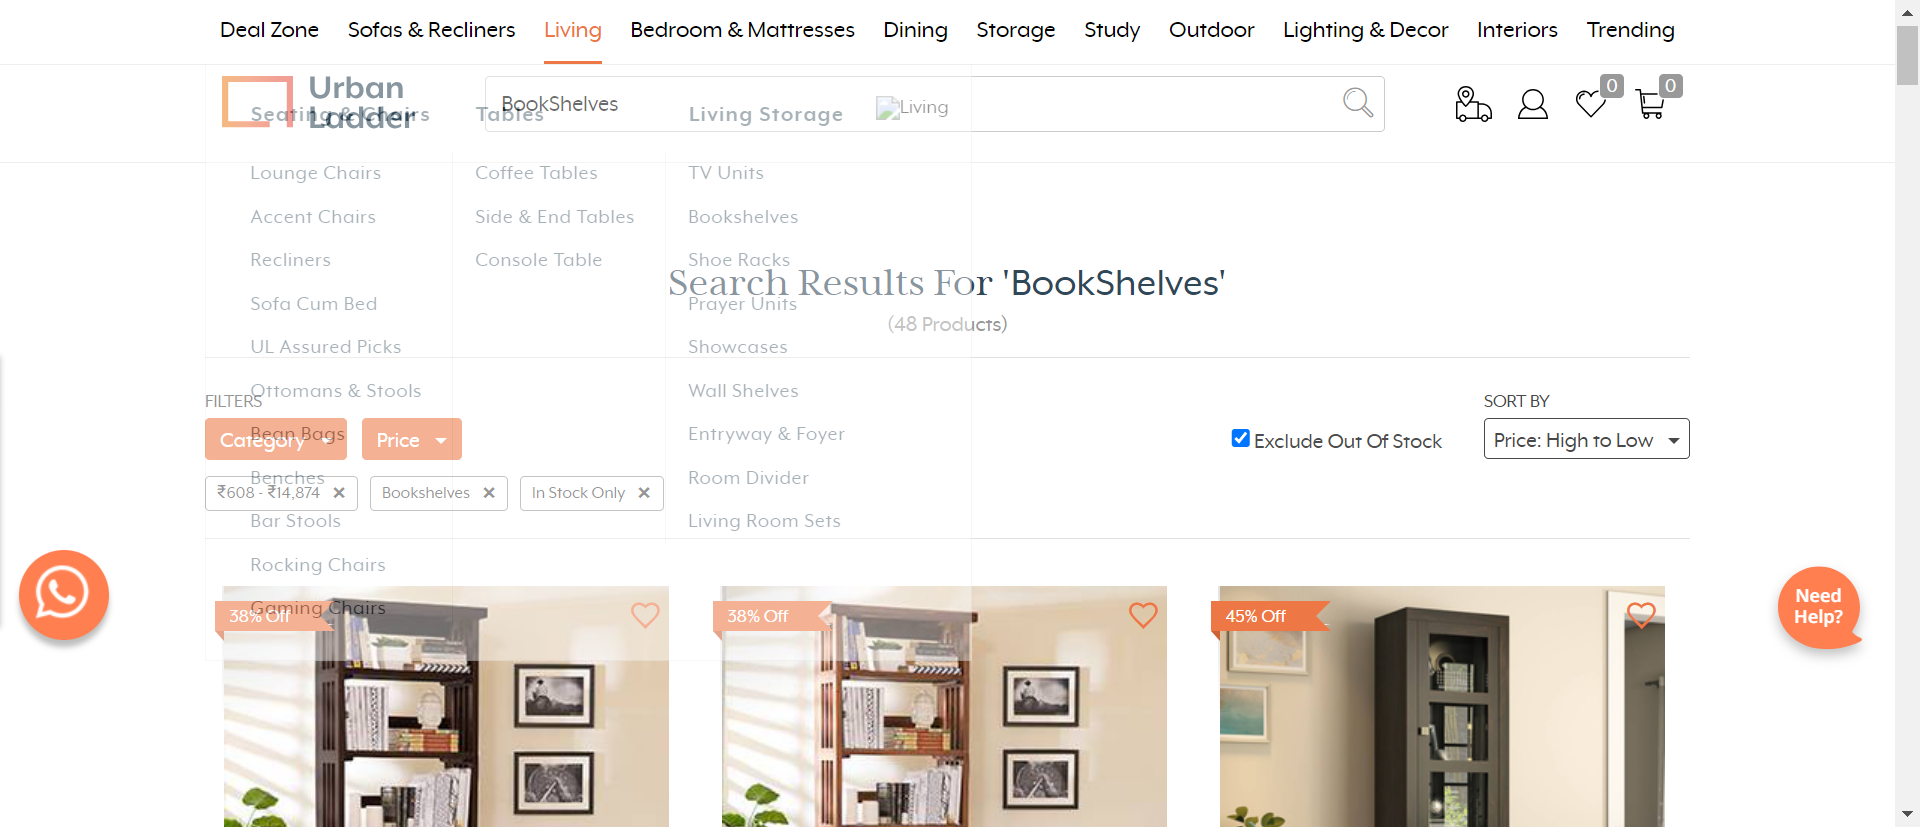 Deal Zone Sofas & Recliners Living Bedroom & Mattresses Dining Storage Study Outdoor Lighting & Decor Interiors Trending
Urban
Ladder
BookShelves
0
0
Seating & Chairs
Lounge Chairs
Accent Chairs
Recliners
Sofa Cum Bed
UL Assured Picks
Ottomans & Stools
Bean Bags
Benches
Bar Stools
Rocking Chairs
Gaming Chairs
Tables
Coffee Tables
Side & End Tables
Console Table
Living Storage
TV Units
Bookshelves
Shoe Racks
Prayer Units
Showcases
Wall Shelves
Entryway & Foyer
Room Divider
Living Room Sets
Living
Search Results For 'BookShelves'
(48 Products)
FILTERS
Category Price
Exclude Out Of Stock
SORT BY
Price: High to Low
₹608 - ₹14,874 Bookshelves In Stock Only
38% Off
38% Off
45% Off
Need
Help?